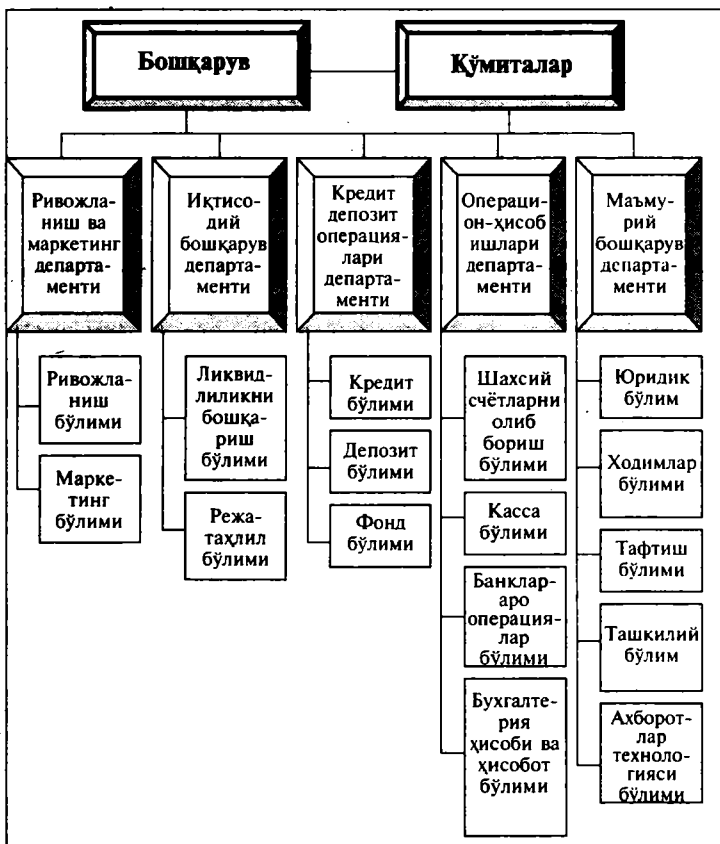 Бошқарув
Қўмиталар
Ривожла-
ниш ва
маркетинг
департа-
менти
Иқтисо-
дий
бошқарув
департа-
менти
Кредит
депозит
операция-
лари
департа-
менти
Операци-
он-ҳисоб
ишлари
департа-
менти
Маъму-
рий
бошқарув
департа-
менти
Ривожла-
ниш
бўлими
Марке-
тинг
бўлими
Ликвид-
лиликни
бошқа-
риш
бўлими
Режа-
таҳлил
бўлими
Кредит
бўлими
Депозит
бўлими
Фонд
бўлими
Шахсий
счётларни
олиб
бориш
бўлими
Касса
бўлими
Банклар-
аро
операция-
лар
бўлими
Бухгалте-
рия
ҳисоби ва
ҳисобот
бўлими
Юридик
бўлим
Ходимлар
бўлими
Тафтиш
бўлими
Ташкилий
бўлим
Ахборот-
лар
техноло-
гияси
бўлими